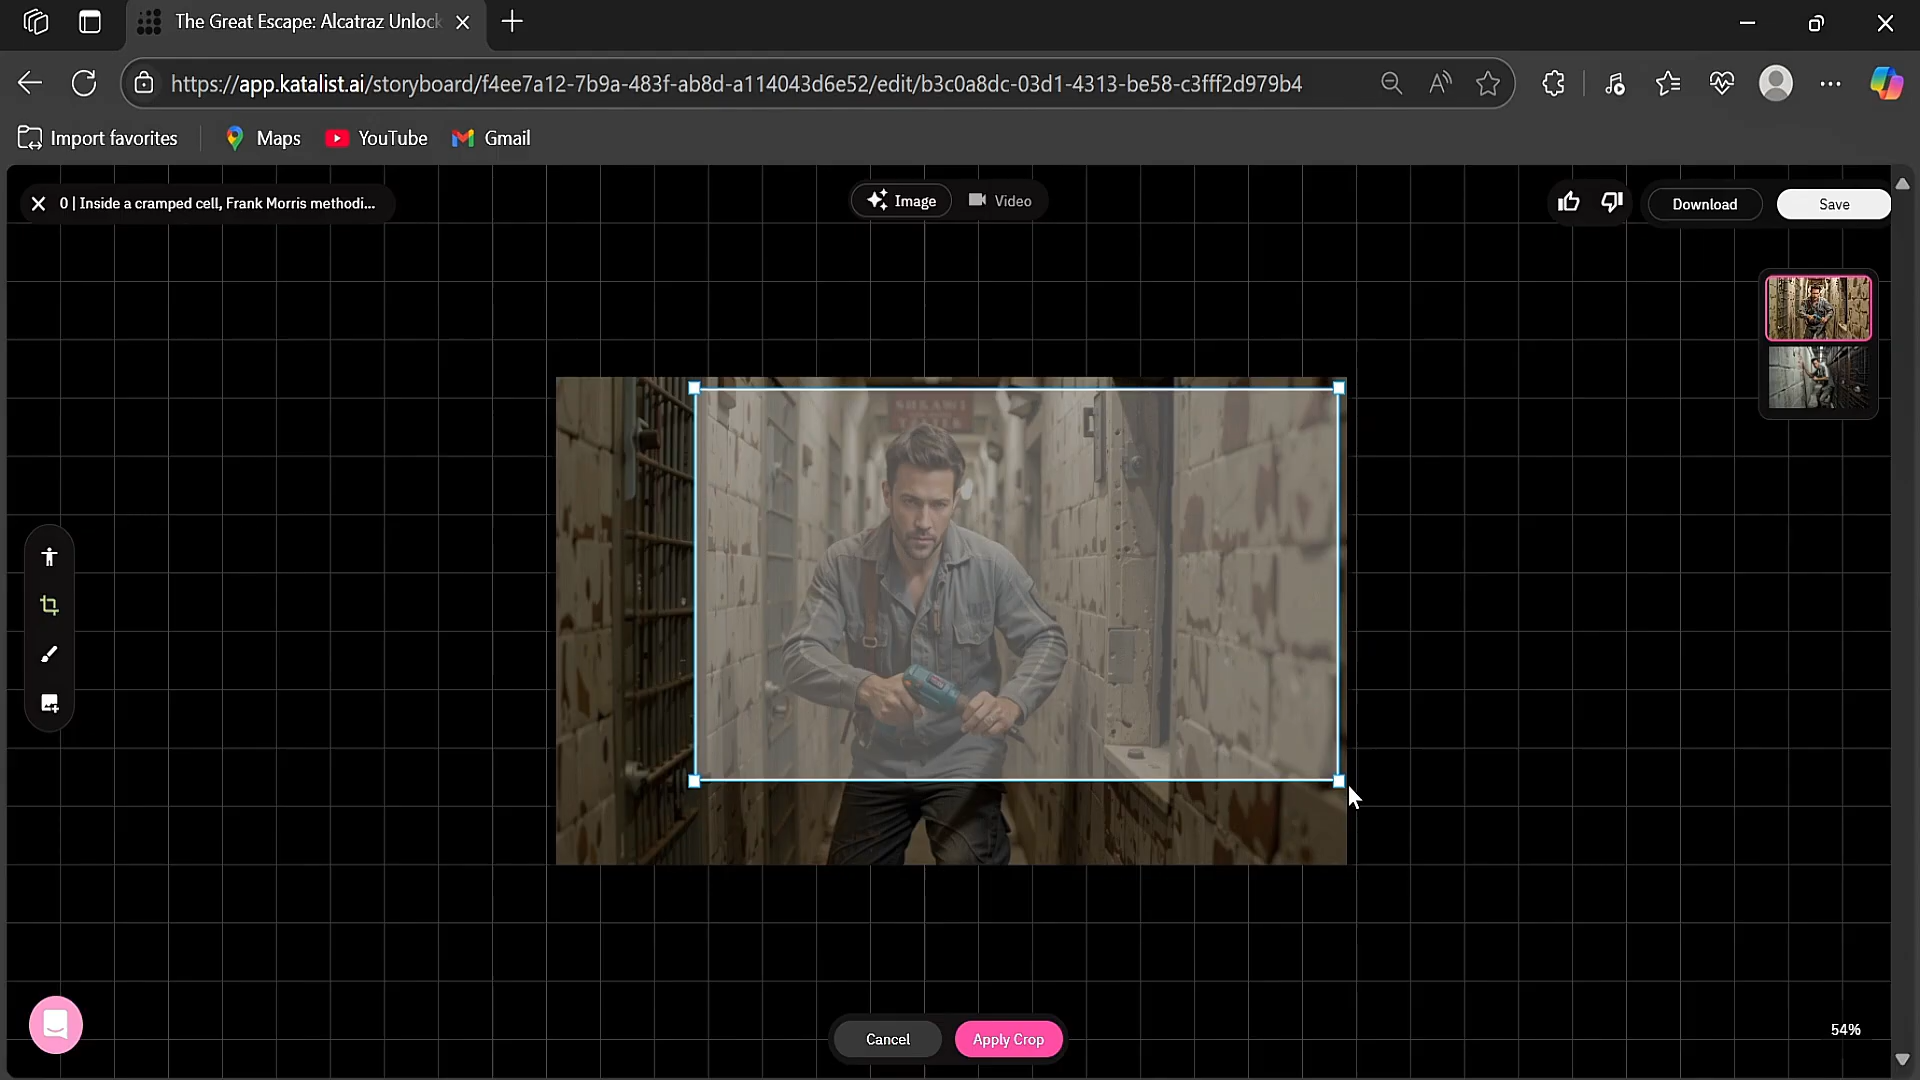 The Great Escape: Alcatraz Unlock
https://app.katalist.ai/storyboard/f4ee7a12-7b9a-483f-ab8d-a114043d6e52/edit/b3c0a8dc-03d1-4313-be58-c3fff2d979b4
Import favorites
Maps
YouTube
Gmail
0 | Inside a cramped cell, Frank Morris methodi...
Image
Video
Download
Save
Cancel
Apply Crop
54%